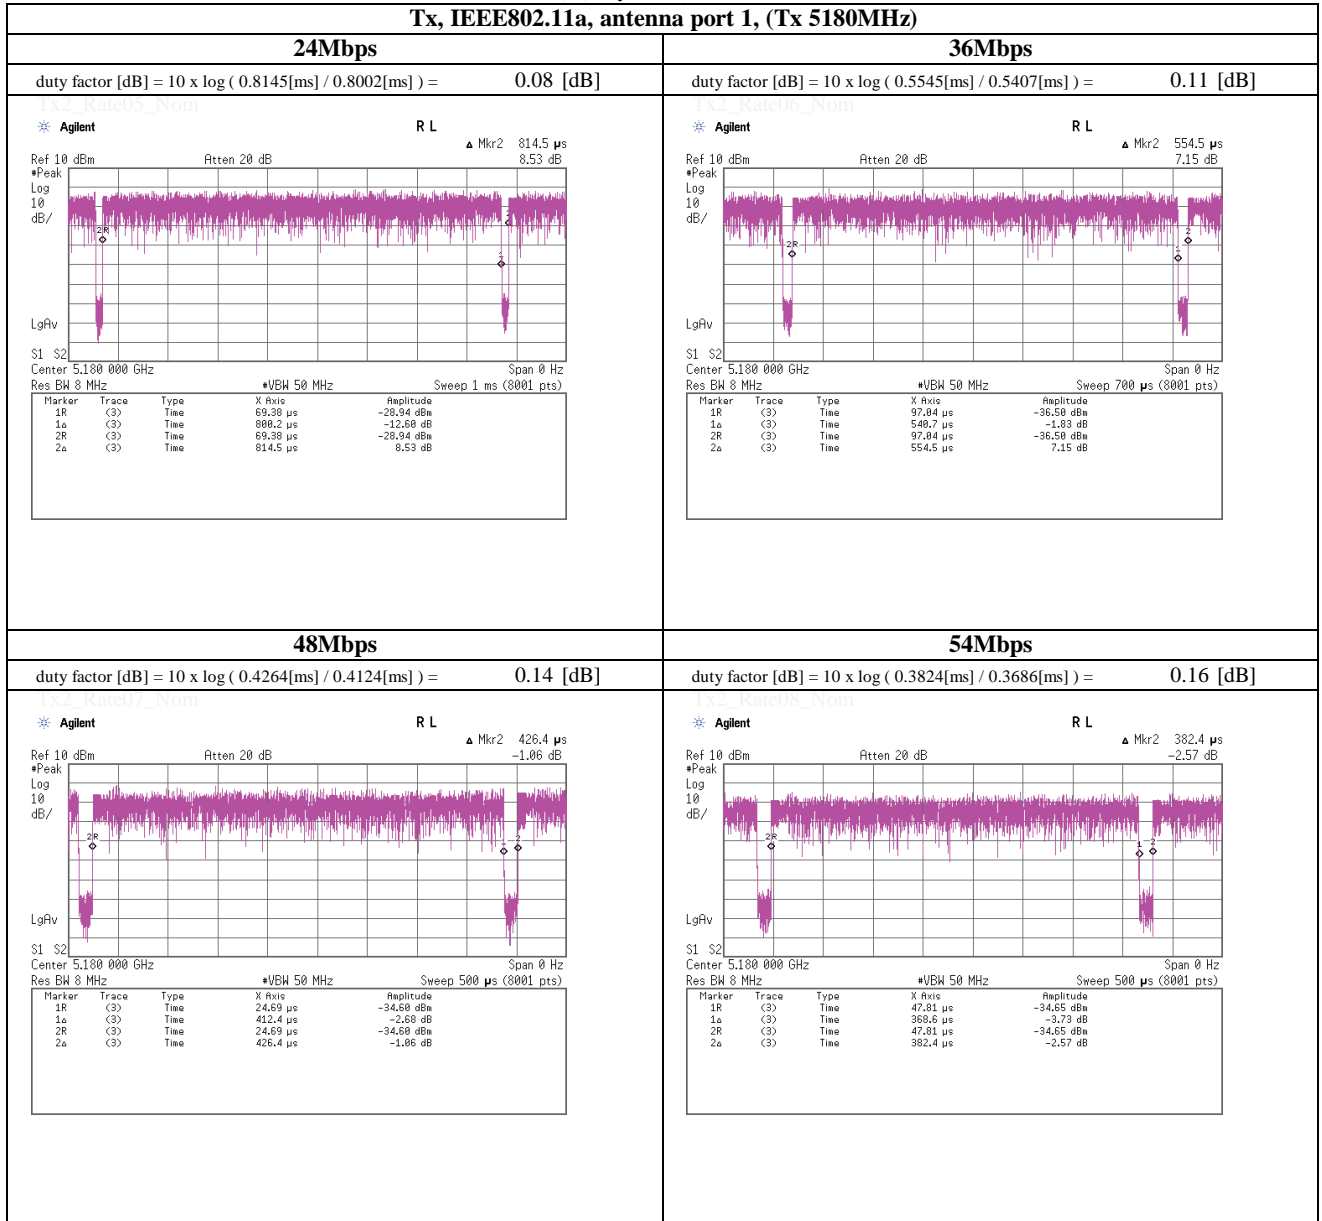 Tx, IEEE802.11a, antenna port 1, (Tx 5180MHz)
24Mbps
36Mbps
duty factor [dB] = 10 x log ( 0.8145[ms] / 0.8002[ms] ) = 0.08 [dB]
duty factor [dB] = 10 x log ( 0.5545[ms] / 0.5407[ms] ) = 0.11 [dB]
Tx2_Rate05_Nom
Agilent R L
Δ Mkr2 814.5 µs
Ref 10 dBm Atten 20 dB 8.53 dB
#Peak
Log
10
dB/
2R
LgAv
S1 S2
Center 5.180 000 GHz Span 0 Hz
Res BW 8 MHz #VBW 50 MHz Sweep 1 ms (8001 pts)
Marker Trace Type X Axis Amplitude
1R (3) Time 69.38 µs -28.94 dBm
1Δ (3) Time 800.2 µs -12.60 dB
2R (3) Time 69.38 µs -28.94 dBm
2Δ (3) Time 814.5 µs 8.53 dB
Tx2_Rate06_Nom
Agilent R L
Δ Mkr2 554.5 µs
Ref 10 dBm Atten 20 dB 7.15 dB
#Peak
Log
10
dB/
2R
2
LgAv
S1 S2
Center 5.180 000 GHz Span 0 Hz
Res BW 8 MHz #VBW 50 MHz Sweep 700 µs (8001 pts)
Marker Trace Type X Axis Amplitude
1R (3) Time 97.04 µs -36.50 dBm
1Δ (3) Time 540.7 µs -1.83 dB
2R (3) Time 97.04 µs -36.50 dBm
2Δ (3) Time 554.5 µs 7.15 dB
48Mbps
54Mbps
duty factor [dB] = 10 x log ( 0.4264[ms] / 0.4124[ms] ) = 0.14 [dB]
duty factor [dB] = 10 x log ( 0.3824[ms] / 0.3686[ms] ) = 0.16 [dB]
Tx2_Rate07_Nom
Agilent R L
Δ Mkr2 426.4 µs
Ref 10 dBm Atten 20 dB -1.06 dB
#Peak
Log
10
dB/
2R
2
LgAv
S1 S2
Center 5.180 000 GHz Span 0 Hz
Res BW 8 MHz #VBW 50 MHz Sweep 500 µs (8001 pts)
Marker Trace Type X Axis Amplitude
1R (3) Time 24.69 µs -34.60 dBm
1Δ (3) Time 412.4 µs -2.68 dB
2R (3) Time 24.69 µs -34.60 dBm
2Δ (3) Time 426.4 µs -1.06 dB
Tx2_Rate08_Nom
Agilent R L
Δ Mkr2 382.4 µs
Ref 10 dBm Atten 20 dB -2.57 dB
#Peak
Log
10
dB/
2R
1 2
LgAv
S1 S2
Center 5.180 000 GHz Span 0 Hz
Res BW 8 MHz #VBW 50 MHz Sweep 500 µs (8001 pts)
Marker Trace Type X Axis Amplitude
1R (3) Time 47.81 µs -34.65 dBm
1Δ (3) Time 368.6 µs -3.73 dB
2R (3) Time 47.81 µs -34.65 dBm
2Δ (3) Time 382.4 µs -2.57 dB